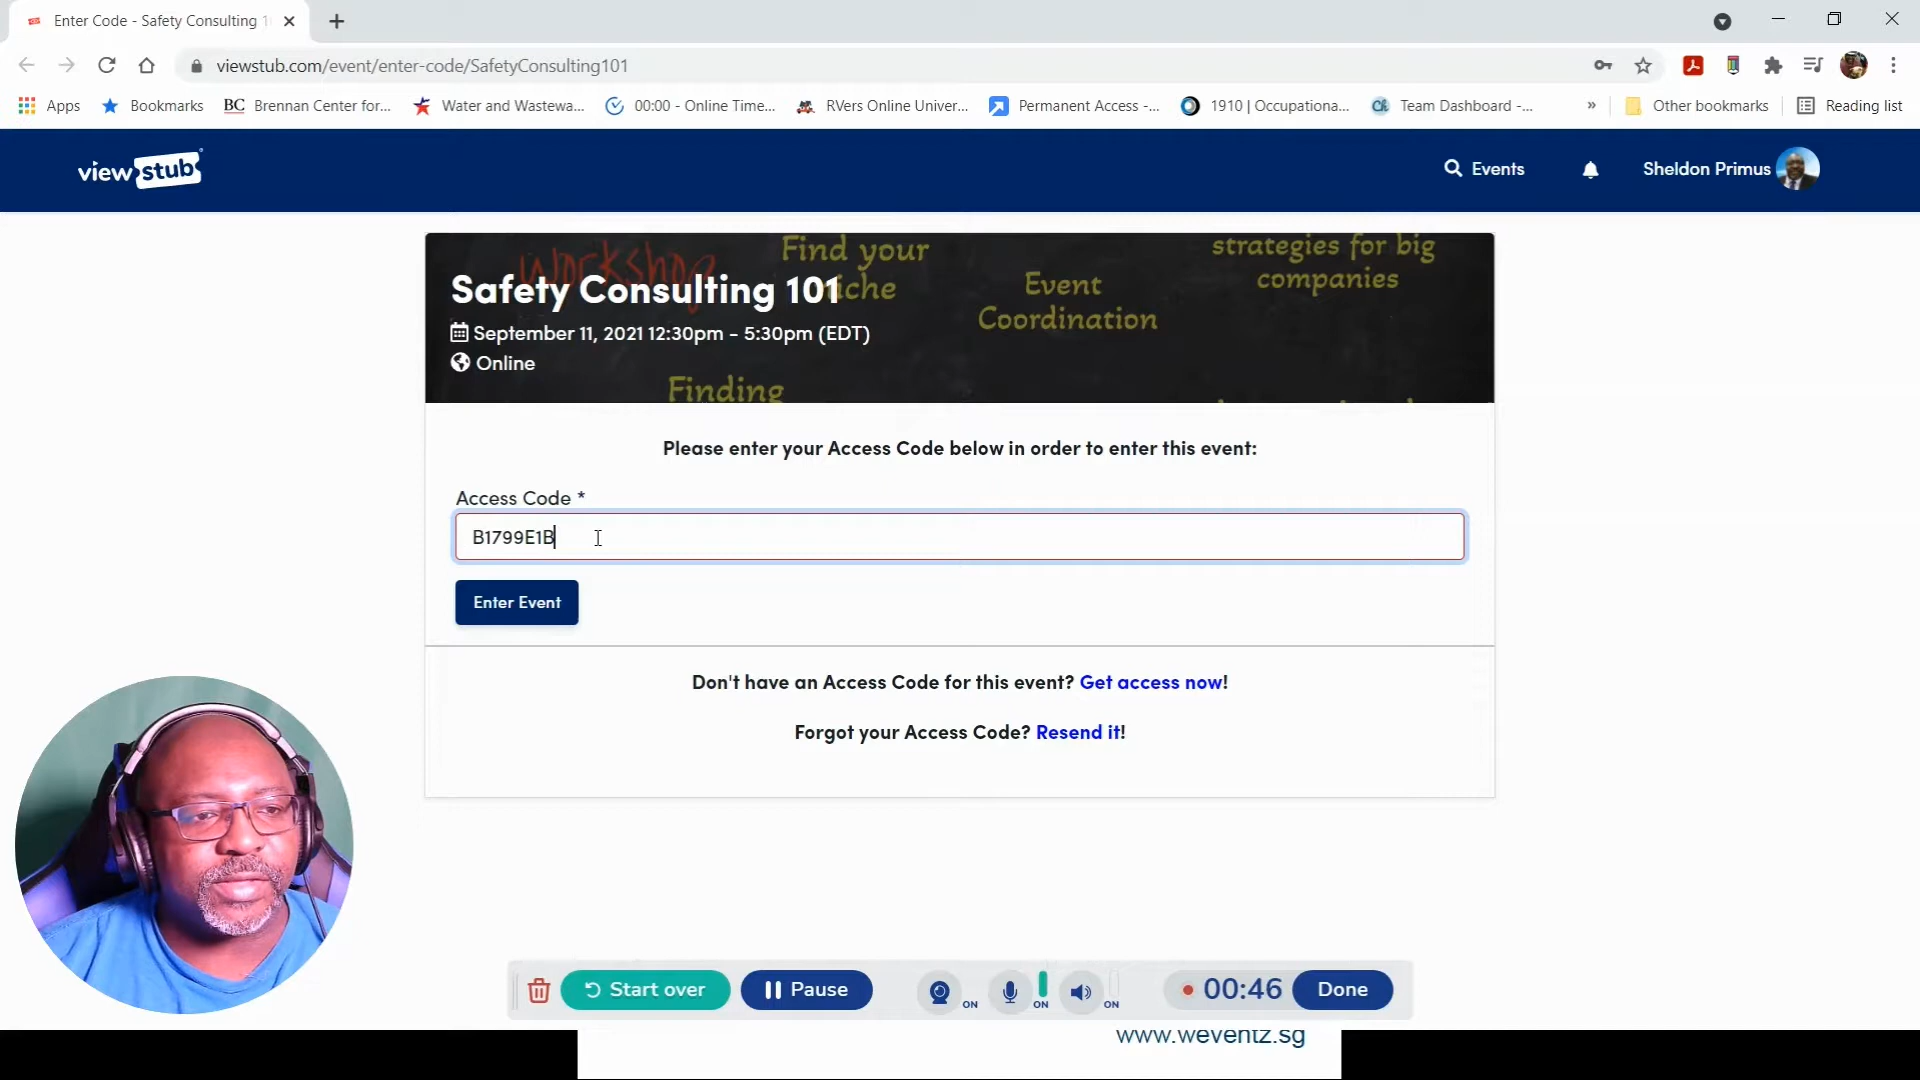 Enter Code - Safety Consulting 1
viewstub.com/event/enter-code/SafetyConsulting101
Apps
Bookmarks
BC Brennan Center for...
Water and Wastewa...
00:00 - Online Time...
RVers Online Univer...
Permanent Access -...
1910 | Occupationa...
Team Dashboard -...
»
Other bookmarks
Reading list
view stub
Events
Sheldon Primus
workshop
Find your
niche
Event
Coordination
strategies for big
companies
Finding
Safety Consulting 101
September 11, 2021 12:30pm - 5:30pm (EDT)
Online
Please enter your Access Code below in order to enter this event:
Access Code *
B1799E1B
Enter Event
Don't have an Access Code for this event? Get access now!
Forgot your Access Code? Resend it!
Start over
Pause
ON
ON
ON
00:46
Done
www.weventz.sg